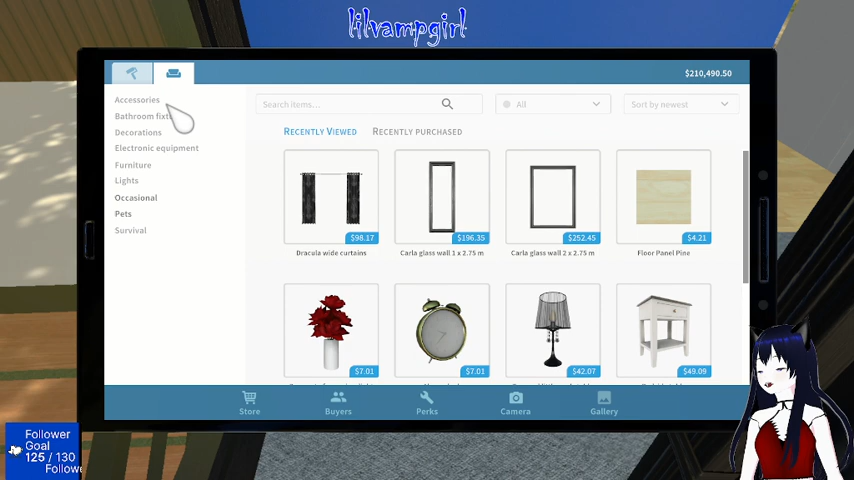 lilvampgirl
$210,490.50
Accessories
Bathroom fixt
Decorations
Electronic equipment
Furniture
Lights
Occasional
Pets
Survival
Search items...
All
Sort by newest
Recently Viewed
Recently Purchased
$98.17
$196.35
$252.45
$4.21
Dracula wide curtains
Carla glass wall 1 x 2.75 m
Carla glass wall 2 x 2.75 m
Floor Panel Pine
$7.01
$7.01
$42.07
$49.09
Store
Buyers
Perks
Camera
Gallery
Follower
Goal
125 / 130
Followe